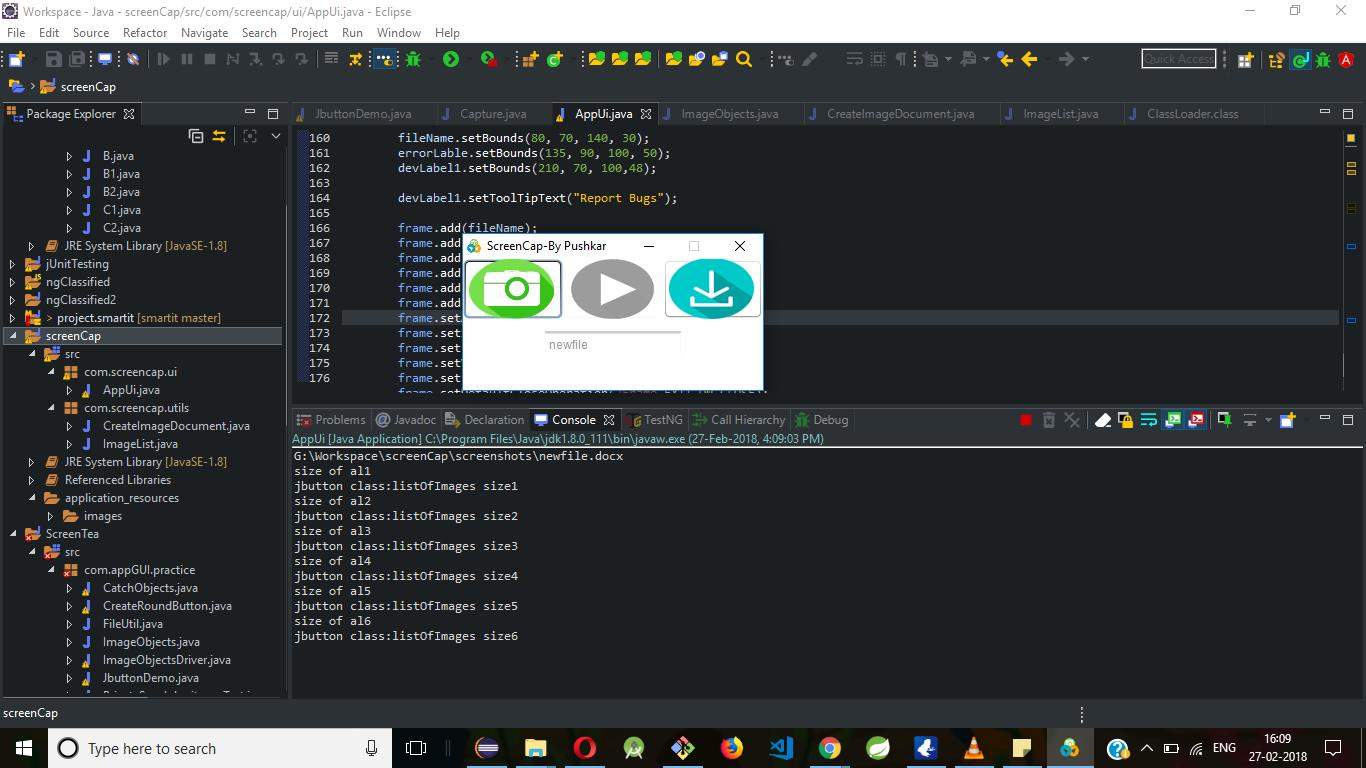 Workspace - Java - screenCap/src/com/screencap/ui/AppUi.java - Eclipse
File Edit Source Refactor Navigate Search Project Run Window Help
Quick Access
screenCap
Package Explorer
B.java
B1.java
B2.java
C1.java
C2.java
JRE System Library [JavaSE-1.8]
jUnitTesting
ngClassified
ngClassified2
> project.smartit [smartit master]
screenCap
src
com.screencap.ui
AppUi.java
com.screencap.utils
CreateImageDocument.java
ImageList.java
JRE System Library [JavaSE-1.8]
Referenced Libraries
application_resources
images
ScreenTea
src
com.appGUI.practice
CatchObjects.java
CreateRoundButton.java
FileUtil.java
ImageObjects.java
ImageObjectsDriver.java
JbuttonDemo.java
JbuttonDemo.java Capture.java AppUi.java ImageObjects.java CreateImageDocument.java ImageList.java ClassLoader.class
160 fileName.setBounds(80, 70, 140, 30);
161 errorLable.setBounds(135, 90, 100, 50);
162 devLabel1.setBounds(210, 70, 100,48);
163
164 devLabel1.setToolTipText("Report Bugs");
165
166 frame.add(fileName);
167 frame.add
168 frame.add
169 frame.add
170 frame.add
171 frame.add
172 frame.set
173 frame.set
174 frame.set
175 frame.set
176 frame.set
ScreenCap-By Pushkar
newfile
Problems @ Javadoc Declaration Console TestNG Call Hierarchy Debug
AppUi [Java Application] C:\Program Files\Java\jdk1.8.0_111\bin\javaw.exe (27-Feb-2018, 4:09:03 PM)
G:\Workspace\screenCap\screenshots\newfile.docx
size of al1
jbutton class:listOfImages size1
size of al2
jbutton class:listOfImages size2
size of al3
jbutton class:listOfImages size3
size of al4
jbutton class:listOfImages size4
size of al5
jbutton class:listOfImages size5
size of al6
jbutton class:listOfImages size6
screenCap
Type here to search
ENG
16:09
27-02-2018